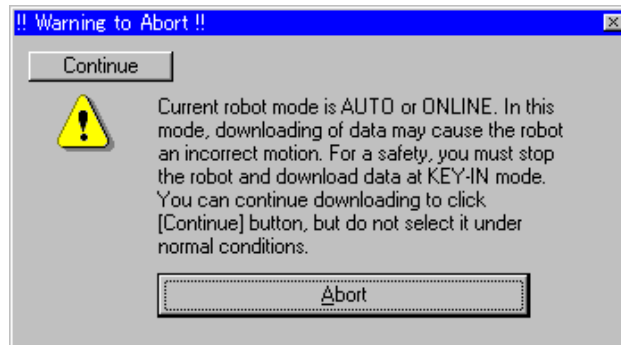 !! Warning to Abort !!
Continue
Current robot mode is AUTO or ONLINE. In this
mode, downloading of data may cause the robot
an incorrect motion. For a safety, you must stop
the robot and download data at KEY-IN mode.
You can continue downloading to click
[Continue] button, but do not select it under
normal conditions.
Abort